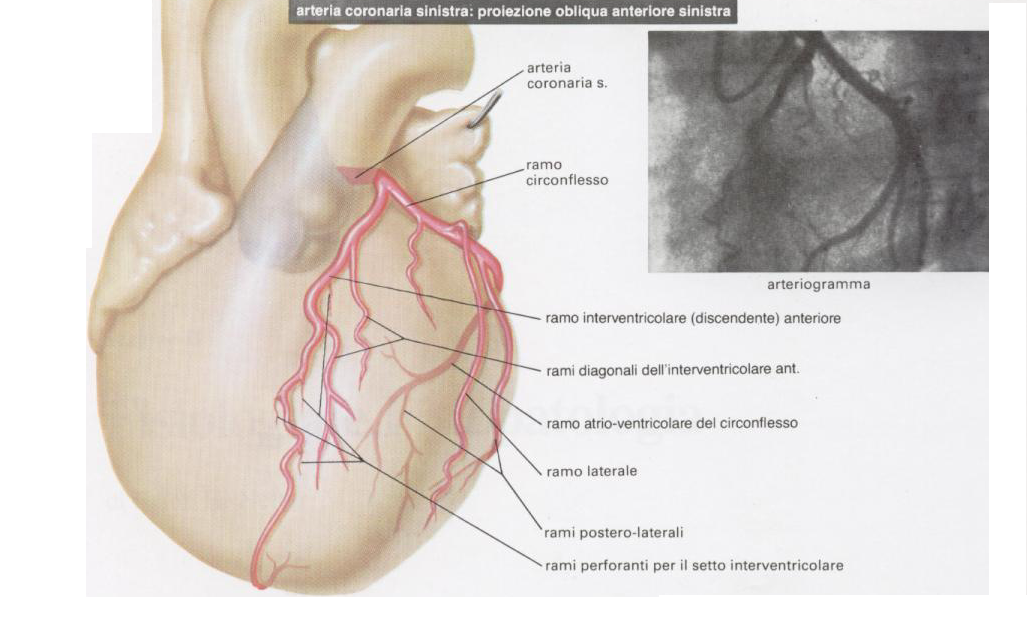 arteria coronaria sinistra: proiezione obliqua anteriore sinistra
arteria
coronaria s.
ramo
circonflesso
arteriogramma
ramo interventricolare (discendente) anteriore
rami diagonali dell'interventricolare ant.
ramo atrio-ventricolare del circonflesso
ramo laterale
rami postero-laterali
rami perforanti per il setto interventricolare